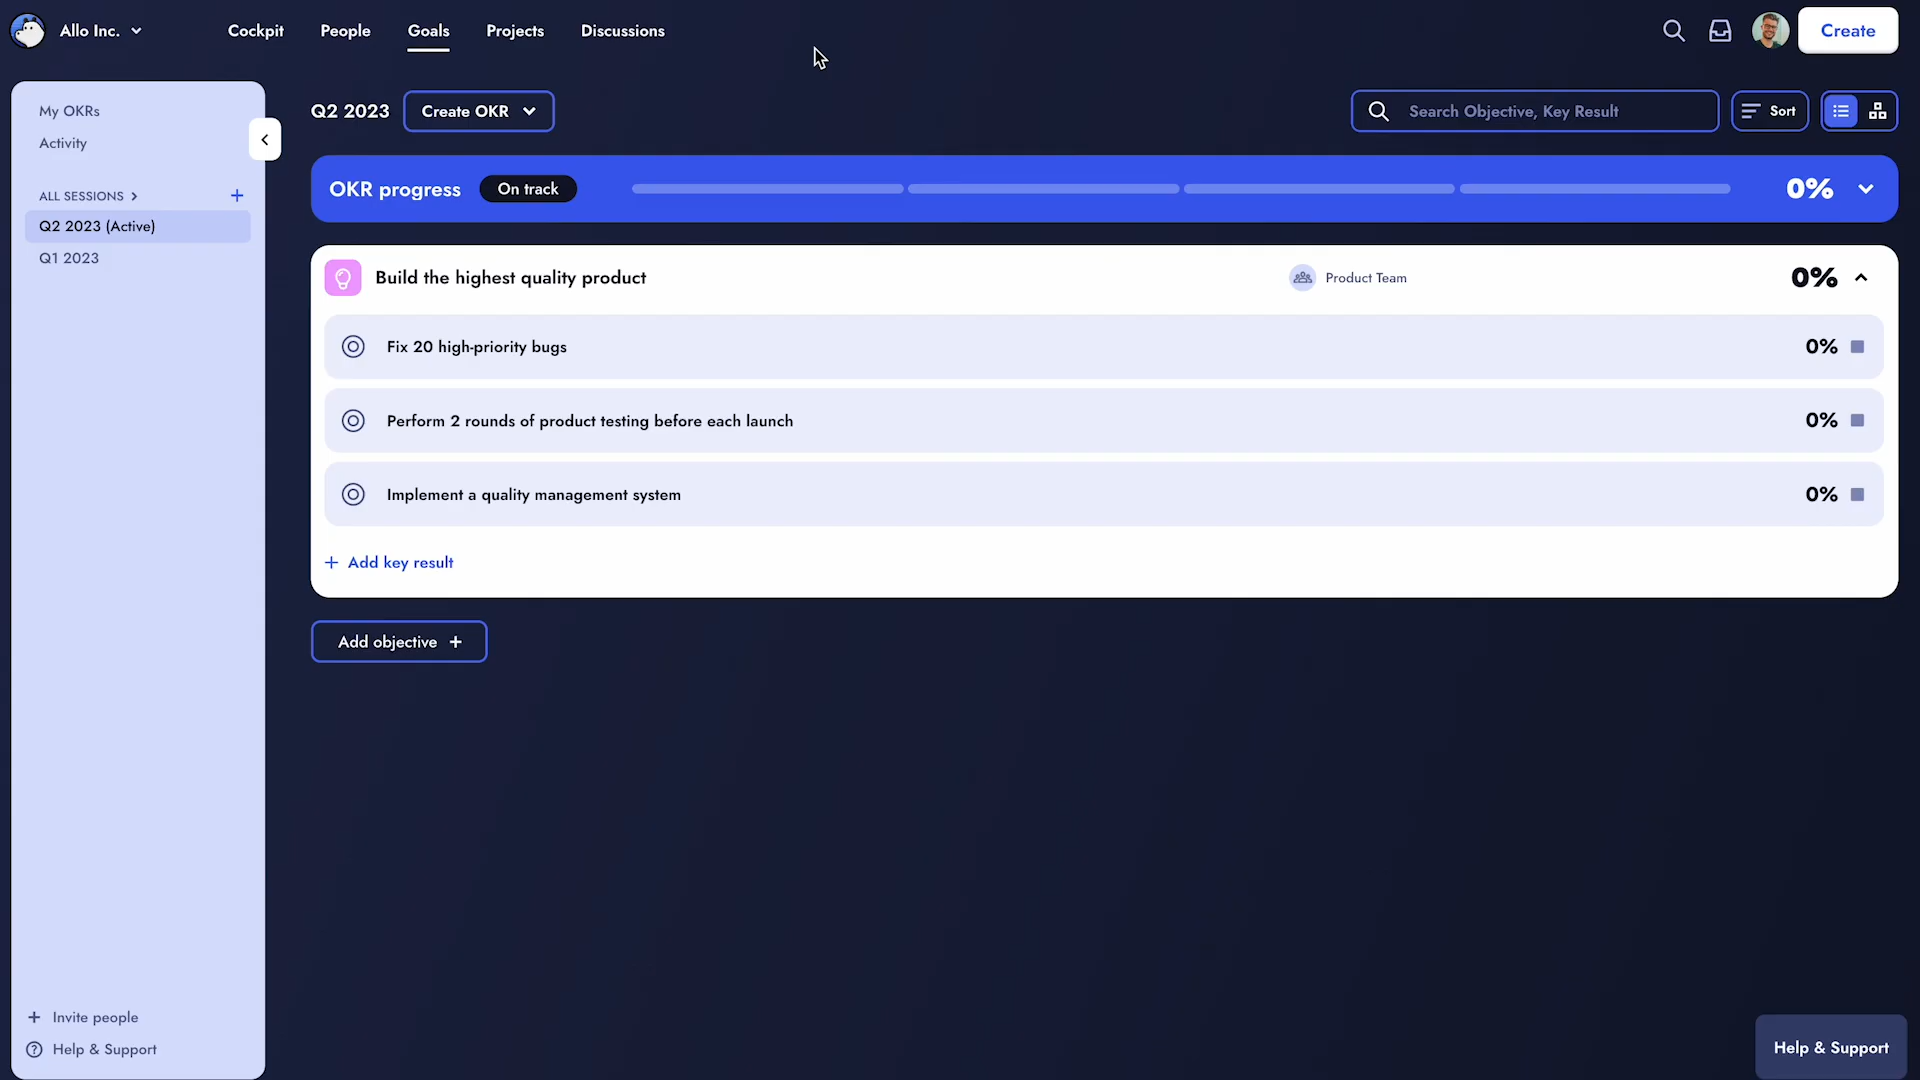 Allo Inc.
Cockpit
People
Goals
Projects
Discussions
Create
My OKRs
Activity
ALL SESSIONS
Q2 2023 (Active)
Q1 2023
Invite people
Help & Support
Q2 2023
Create OKR
Search Objective, Key Result
Sort
OKR progress
On track
0%
Build the highest quality product
Product Team
0%
Fix 20 high-priority bugs
0%
Perform 2 rounds of product testing before each launch
0%
Implement a quality management system
0%
Add key result
Add objective
Help & Support